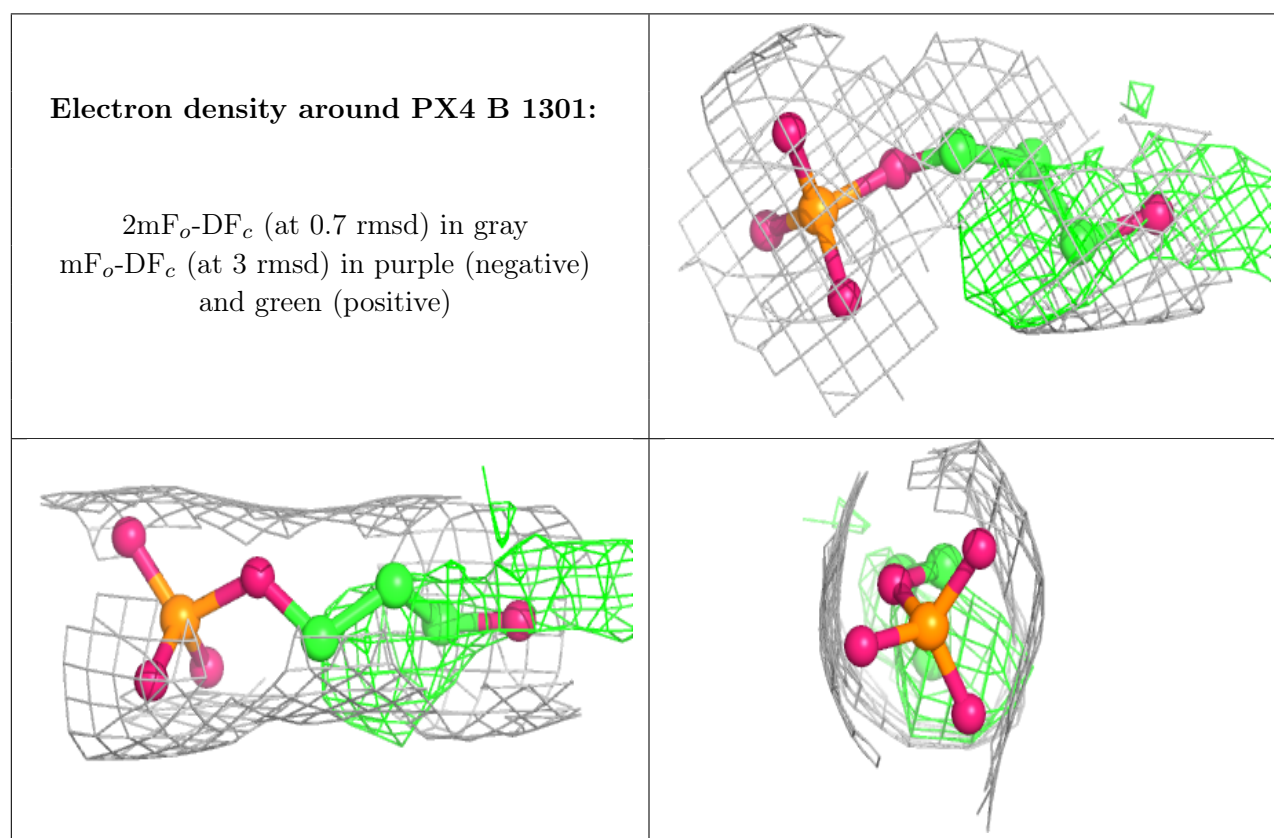 Electron density around PX4 B 1301:
2mFo-DFc (at 0.7 rmsd) in gray
mFo-DFc (at 3 rmsd) in purple (negative)
and green (positive)